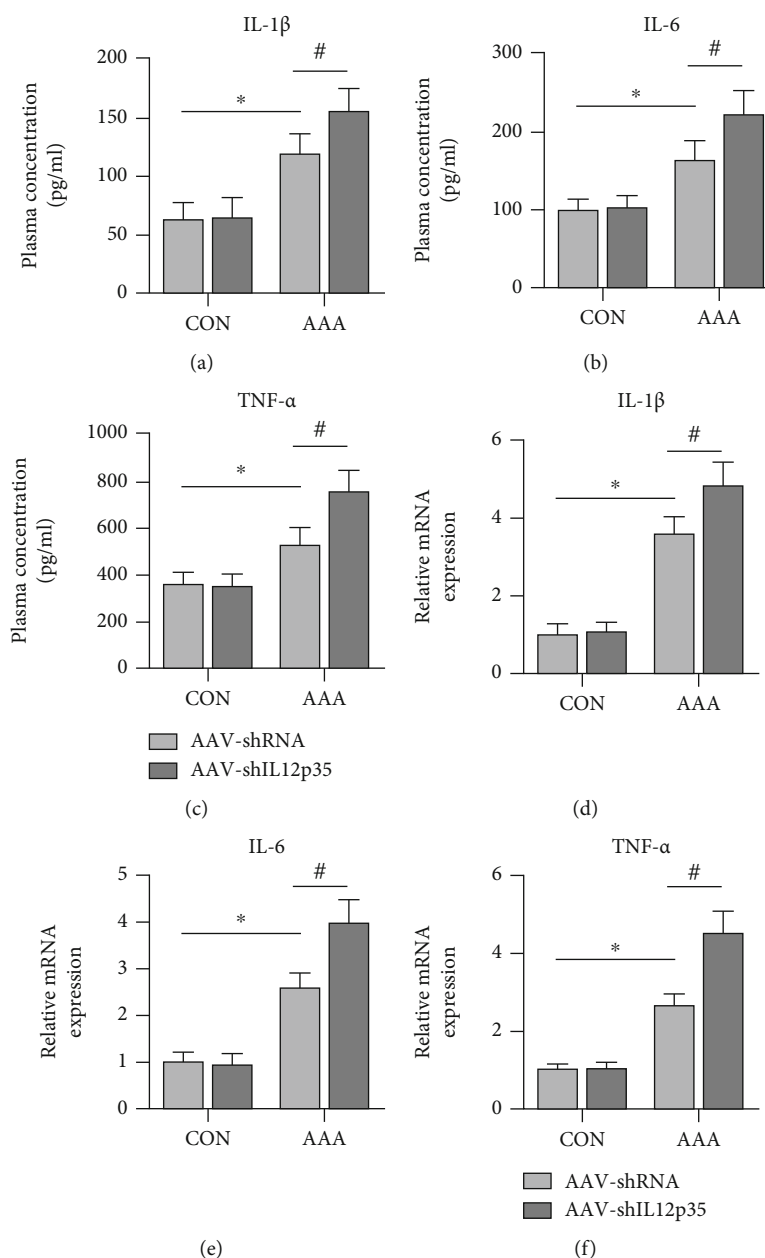 IL-1β
200
150
100
50
0
Plasma concentration
(pg/ml)
*
#
CON
AAA
(a)
IL-6
300
200
100
0
Plasma concentration
(pg/ml)
*
#
CON
AAA
(b)
TNF-α
1000
800
600
400
200
0
Plasma concentration
(pg/ml)
*
#
CON
AAA
AAV-shRNA
AAV-shIL12p35
(c)
IL-1β
6
4
2
0
Relative mRNA
expression
*
#
CON
AAA
(d)
IL-6
5
4
3
2
1
0
Relative mRNA
expression
*
#
CON
AAA
(e)
TNF-α
6
4
2
0
Relative mRNA
expression
*
#
CON
AAA
AAV-shRNA
AAV-shIL12p35
(f)